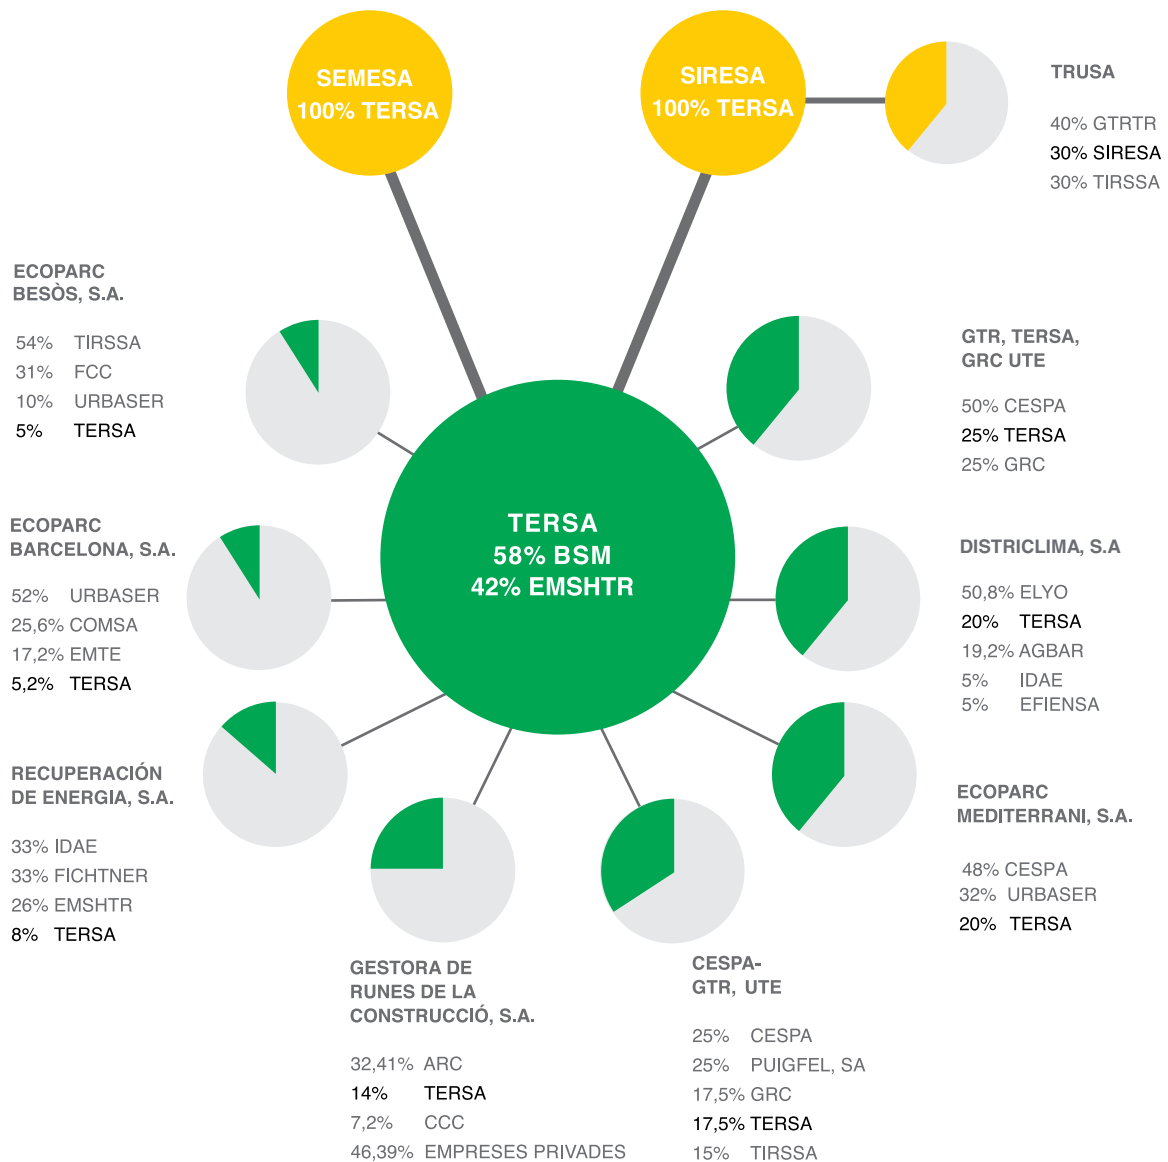 SEMESA
100% TERSA
SIRESA
100% TERSA
TRUSA
40% GTRTR
30% SIRESA
30% TIRSSA
ECOPARC
BESÒS, S.A.
54% TIRSSA
31% FCC
10% URBASER
5% TERSA
GTR, TERSA,
GRC UTE
50% CESPA
25% TERSA
25% GRC
TERSA
58% BSM
42% EMSHTR
ECOPARC
BARCELONA, S.A.
52% URBASER
25,6% COMSA
17,2% EMTE
5,2% TERSA
DISTRICLIMA, S.A
50,8% ELYO
20% TERSA
19,2% AGBAR
5% IDAE
5% EFIENSA
RECUPERACIÓN
DE ENERGIA, S.A.
33% IDAE
33% FICHTNER
26% EMSHTR
8% TERSA
ECOPARC
MEDITERRANI, S.A.
48% CESPA
32% URBASER
20% TERSA
GESTORA DE
RUNES DE LA
CONSTRUCCIÓ, S.A.
32,41% ARC
14% TERSA
7,2% CCC
46,39% EMPRESES PRIVADES
CESPA-
GTR, UTE
25% CESPA
25% PUIGFEL, SA
17,5% GRC
17,5% TERSA
15% TIRSSA